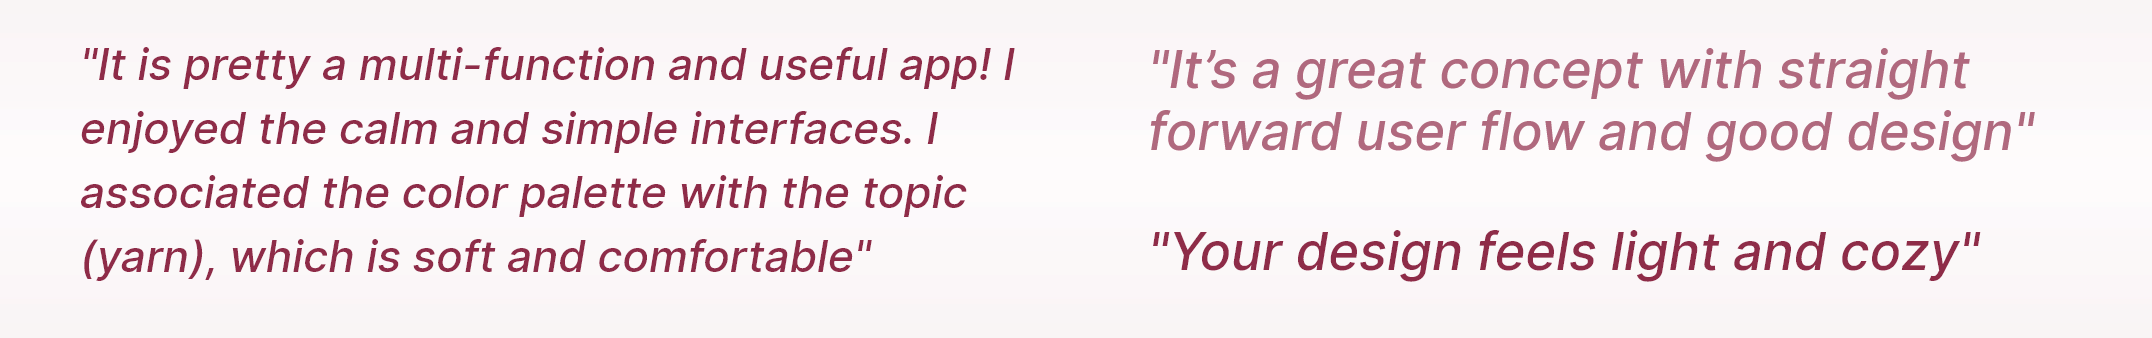 "It is pretty a multi-function and useful app! I
enjoyed the calm and simple interfaces. I
associated the color palette with the topic
(yarn), which is soft and comfortable"
"It’s a great concept with straight
forward user flow and good design"
"Your design feels light and cozy"